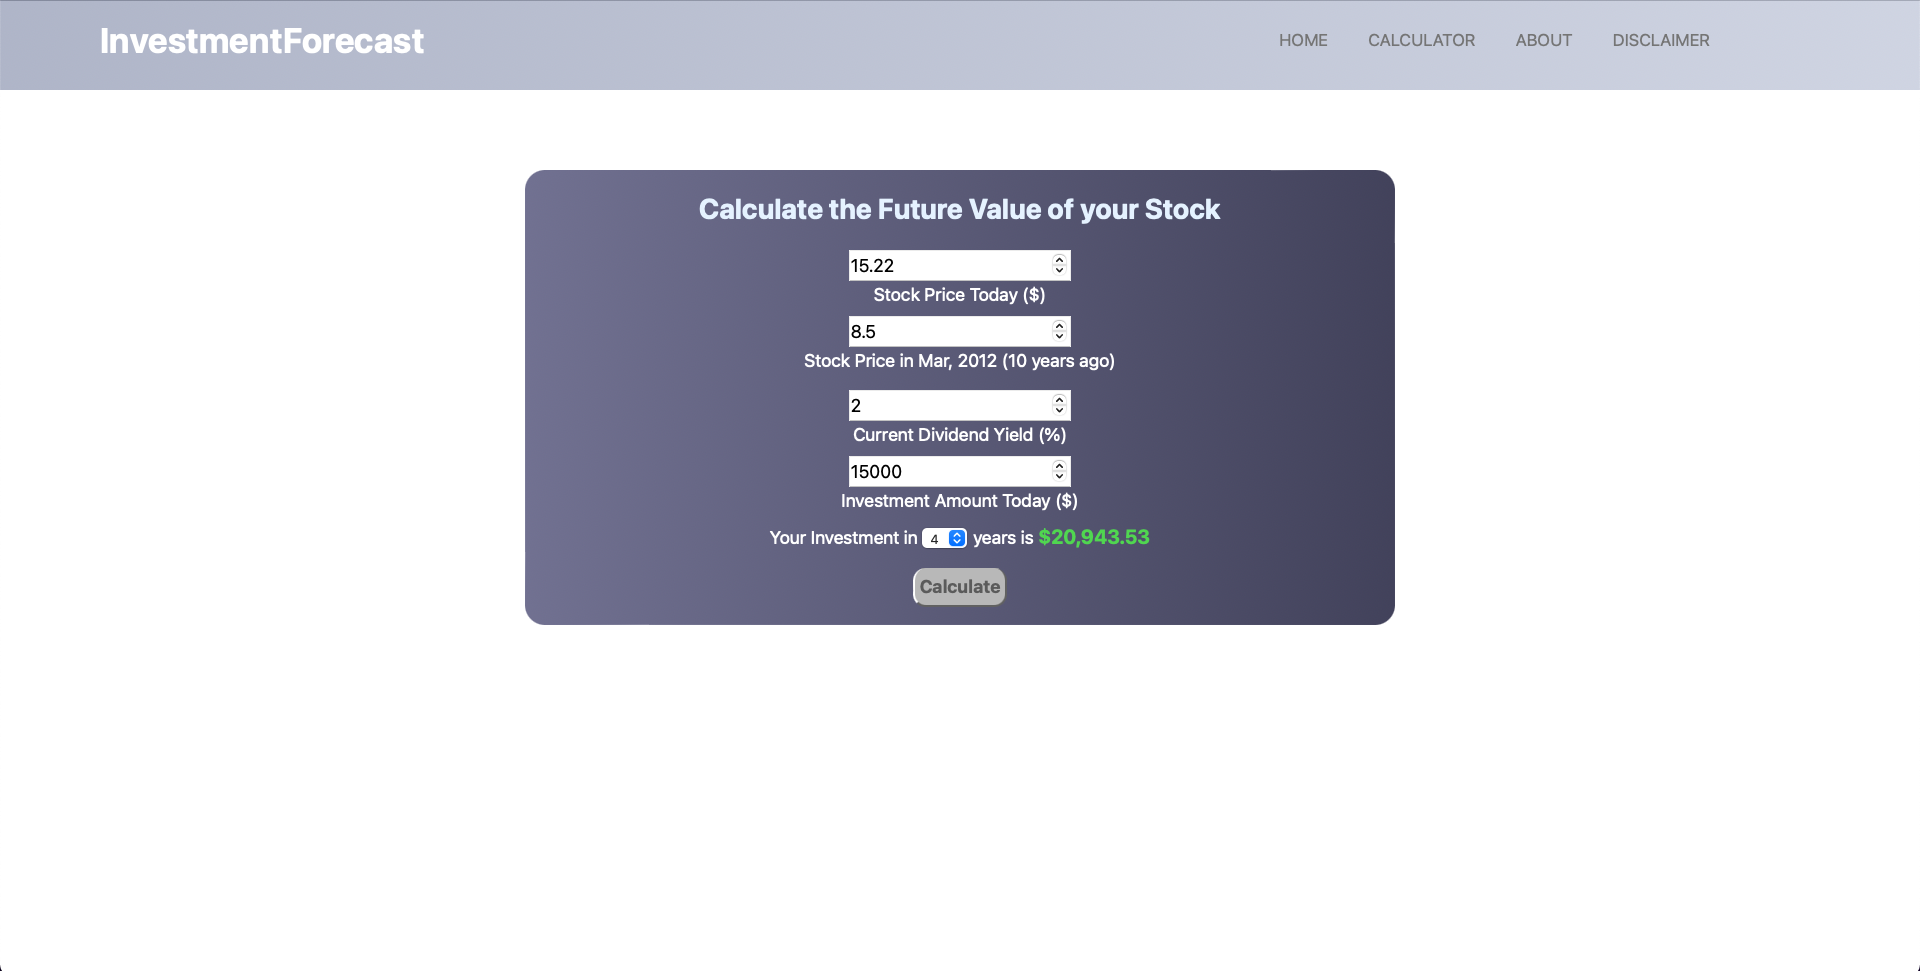 InvestmentForecast
HOME CALCULATOR ABOUT DISCLAIMER
Calculate the Future Value of your Stock
15.22
Stock Price Today ($)
8.5
Stock Price in Mar, 2012 (10 years ago)
2
Current Dividend Yield (%)
15000
Investment Amount Today ($)
Your Investment in 4 years is $20,943.53
Calculate